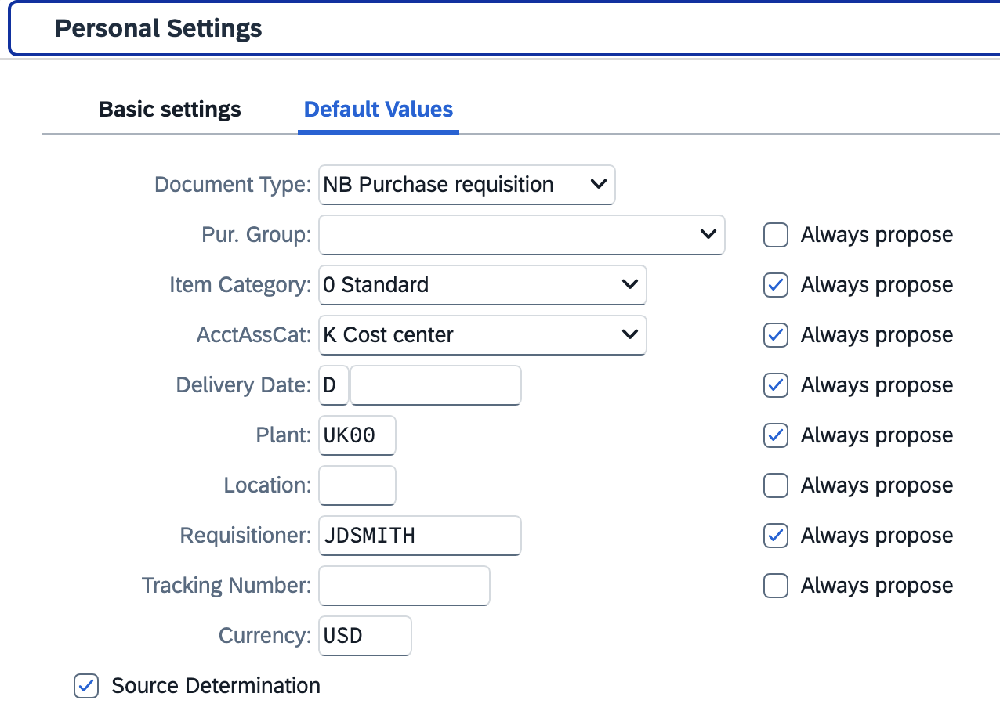 Personal Settings
Basic settings Default Values
Document Type: NB Purchase requisition
Pur. Group: Always propose
Item Category: 0 Standard Always propose
AcctAssCat: K Cost center Always propose
Delivery Date: D Always propose
Plant: UK00 Always propose
Location: Always propose
Requisitioner: JDSMITH Always propose
Tracking Number: Always propose
Currency: USD
Source Determination